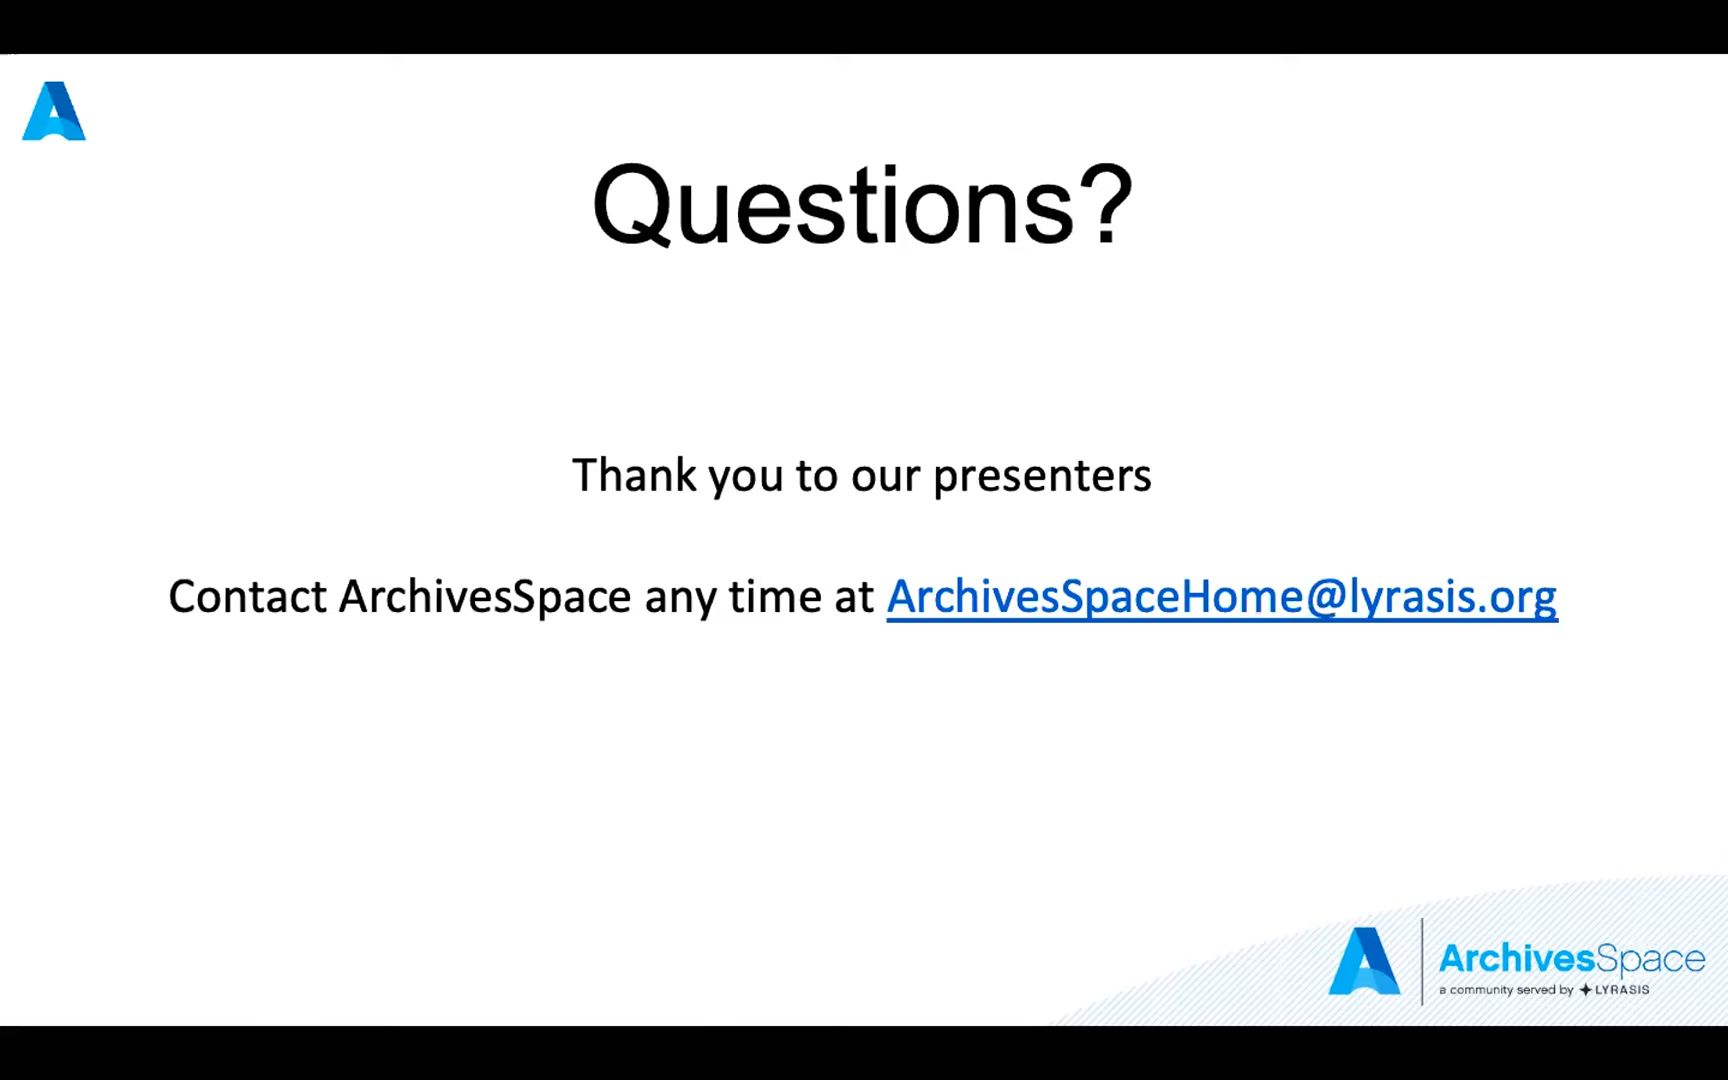 Questions?
Thank you to our presenters
Contact ArchivesSpace any time at ArchivesSpaceHome@lyrasis.org
ArchivesSpace
a community served by LYRASIS